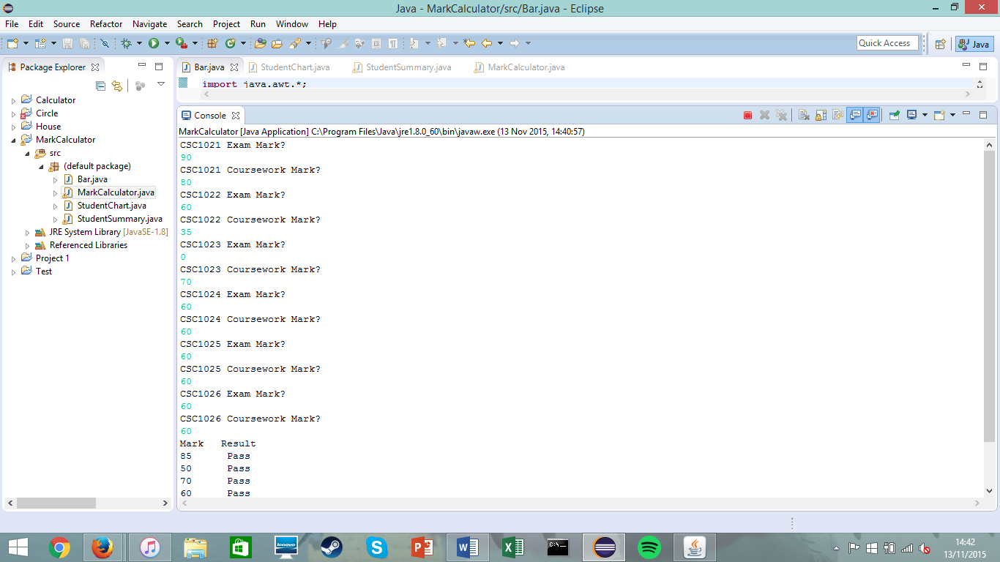 Java - MarkCalculator/src/Bar.java - Eclipse
File Edit Source Refactor Navigate Search Project Run Window Help
Quick Access
Java
Package Explorer
Calculator
Circle
House
MarkCalculator
src
(default package)
Bar.java
MarkCalculator.java
StudentChart.java
StudentSummary.java
JRE System Library [JavaSE-1.8]
Referenced Libraries
Project 1
Test
Bar.java StudentChart.java StudentSummary.java MarkCalculator.java
import java.awt.*;
Console
MarkCalculator [Java Application] C:\Program Files\Java\jre1.8.0_60\bin\javaw.exe (13 Nov 2015, 14:40:57)
CSC1021 Exam Mark?
90
CSC1021 Coursework Mark?
80
CSC1022 Exam Mark?
60
CSC1022 Coursework Mark?
35
CSC1023 Exam Mark?
0
CSC1023 Coursework Mark?
70
CSC1024 Exam Mark?
60
CSC1024 Coursework Mark?
60
CSC1025 Exam Mark?
60
CSC1025 Coursework Mark?
60
CSC1026 Exam Mark?
60
CSC1026 Coursework Mark?
60
Mark Result
85 Pass
50 Pass
70 Pass
60 Pass
lenovo
C:\_
14:42
13/11/2015